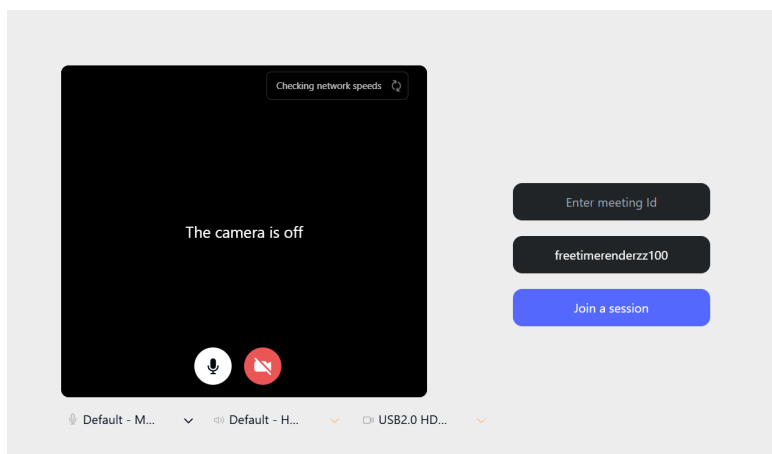 Checking network speeds
The camera is off
Enter meeting Id
freetimerenderzz100
Join a session
Default - M...
Default - H...
USB2.0 HD...